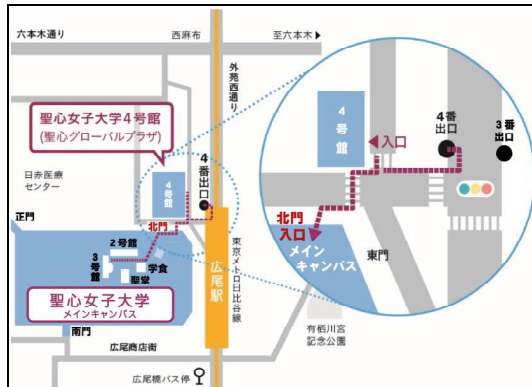 六本木通り
西麻布
至六本木▶
外苑西通り
聖心女子大学4号館
(聖心グローバルプラザ)
日赤医療
センター
4号館
4番出口
北門
正門
2号館
3号館
学食
聖堂
聖心女子大学
メインキャンパス
南門
広尾駅
東京メトロ日比谷線
広尾商店街
広尾橋バス停
有栖川宮
記念公園
4号館
入口
4番
出口
3番
出口
北門
入口
メイン
キャンパス
東門